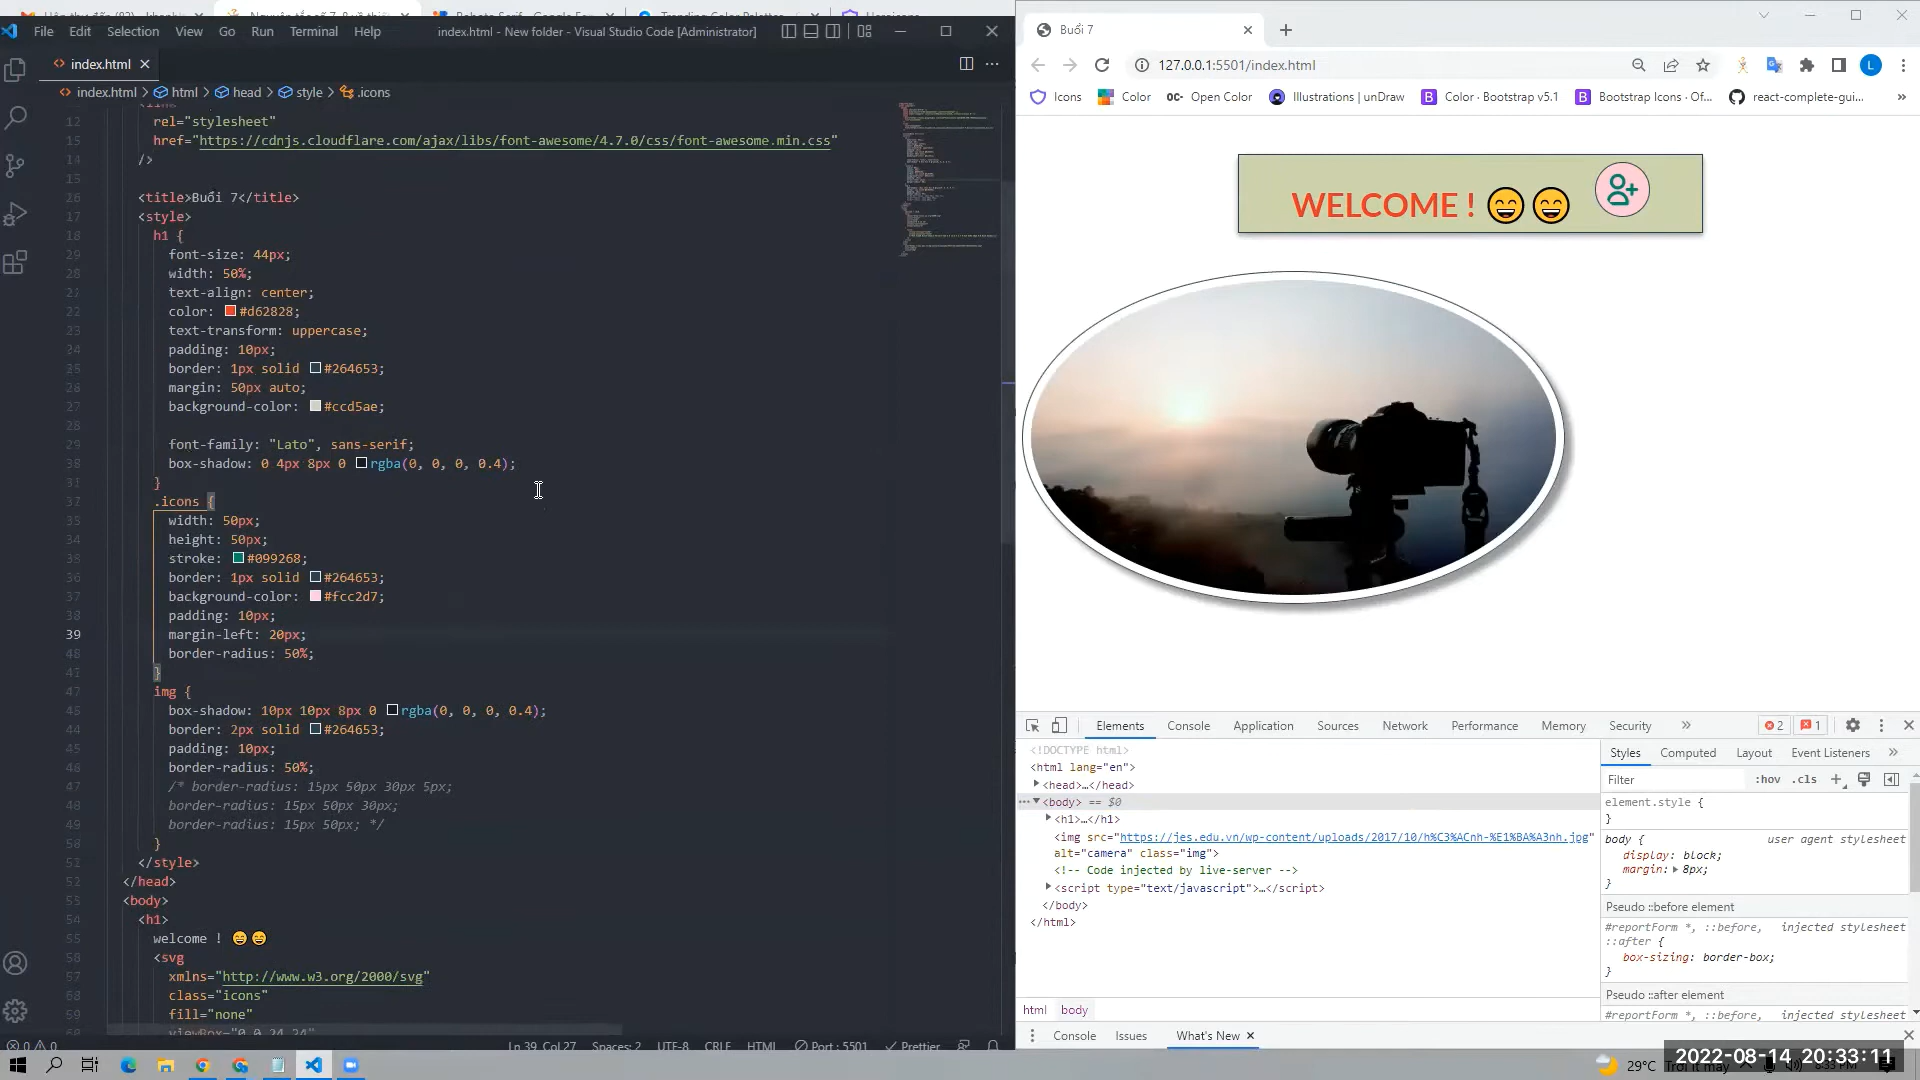 File Edit Selection View Go Run Terminal Help index.html - New folder - Visual Studio Code [Administrator]
index.html
index.html > html > head > style > .icons
rel="stylesheet"
href="https://cdnjs.cloudflare.com/ajax/libs/font-awesome/4.7.0/css/font-awesome.min.css"
/>
<title>Buổi 7</title>
<style>
h1 {
font-size: 44px;
width: 50%;
text-align: center;
color: #d62828;
text-transform: uppercase;
padding: 10px;
border: 1px solid #264653;
margin: 50px auto;
background-color: #ccd5ae;
font-family: "Lato", sans-serif;
box-shadow: 0 4px 8px 0 rgba(0, 0, 0, 0.4);
}
.icons {
width: 50px;
height: 50px;
stroke: #099268;
border: 1px solid #264653;
background-color: #fcc2d7;
padding: 10px;
39 margin-left: 20px;
border-radius: 50%;
}
img {
box-shadow: 10px 10px 8px 0 rgba(0, 0, 0, 0.4);
border: 2px solid #264653;
padding: 10px;
border-radius: 50%;
/* border-radius: 15px 50px 30px 5px;
border-radius: 15px 50px 30px;
border-radius: 15px 50px; */
}
</style>
</head>
<body>
<h1>
welcome ! 😄😄
<svg
xmlns="http://www.w3.org/2000/svg"
class="icons"
fill="none"
viewBox="0 0 24 24"
Ln 39, Col 27 Spaces: 2 UTF-8 CRLF HTML Port : 5501 Prettier
Buổi 7
127.0.0.1:5501/index.html
Icons Color Open Color Illustrations | unDraw Color · Bootstrap v5.1 Bootstrap Icons · Of... react-complete-gui... »
WELCOME ! 😄😄
Elements Console Application Sources Network Performance Memory Security » 2 1
<!DOCTYPE html>
<html lang="en">
<head>…</head>
<body> == $0
<h1>…</h1>
<img src="https://jes.edu.vn/wp-content/uploads/2017/10/h%C3%ACnh-%E1%BA%A3nh.jpg"
alt="camera" class="img">
<!-- Code injected by live-server -->
<script type="text/javascript">…</script>
</body>
</html>
html body
Styles Computed Layout Event Listeners »
Filter :hov .cls +
element.style {
}
body { user agent stylesheet
display: block;
margin: 8px;
}
Pseudo ::before element
#reportForm *, ::before, injected stylesheet
::after {
box-sizing: border-box;
}
Pseudo ::after element
#reportForm *, ::before, injected stylesheet
Console Issues What's New
29°C
2022-08-14 20:33:11